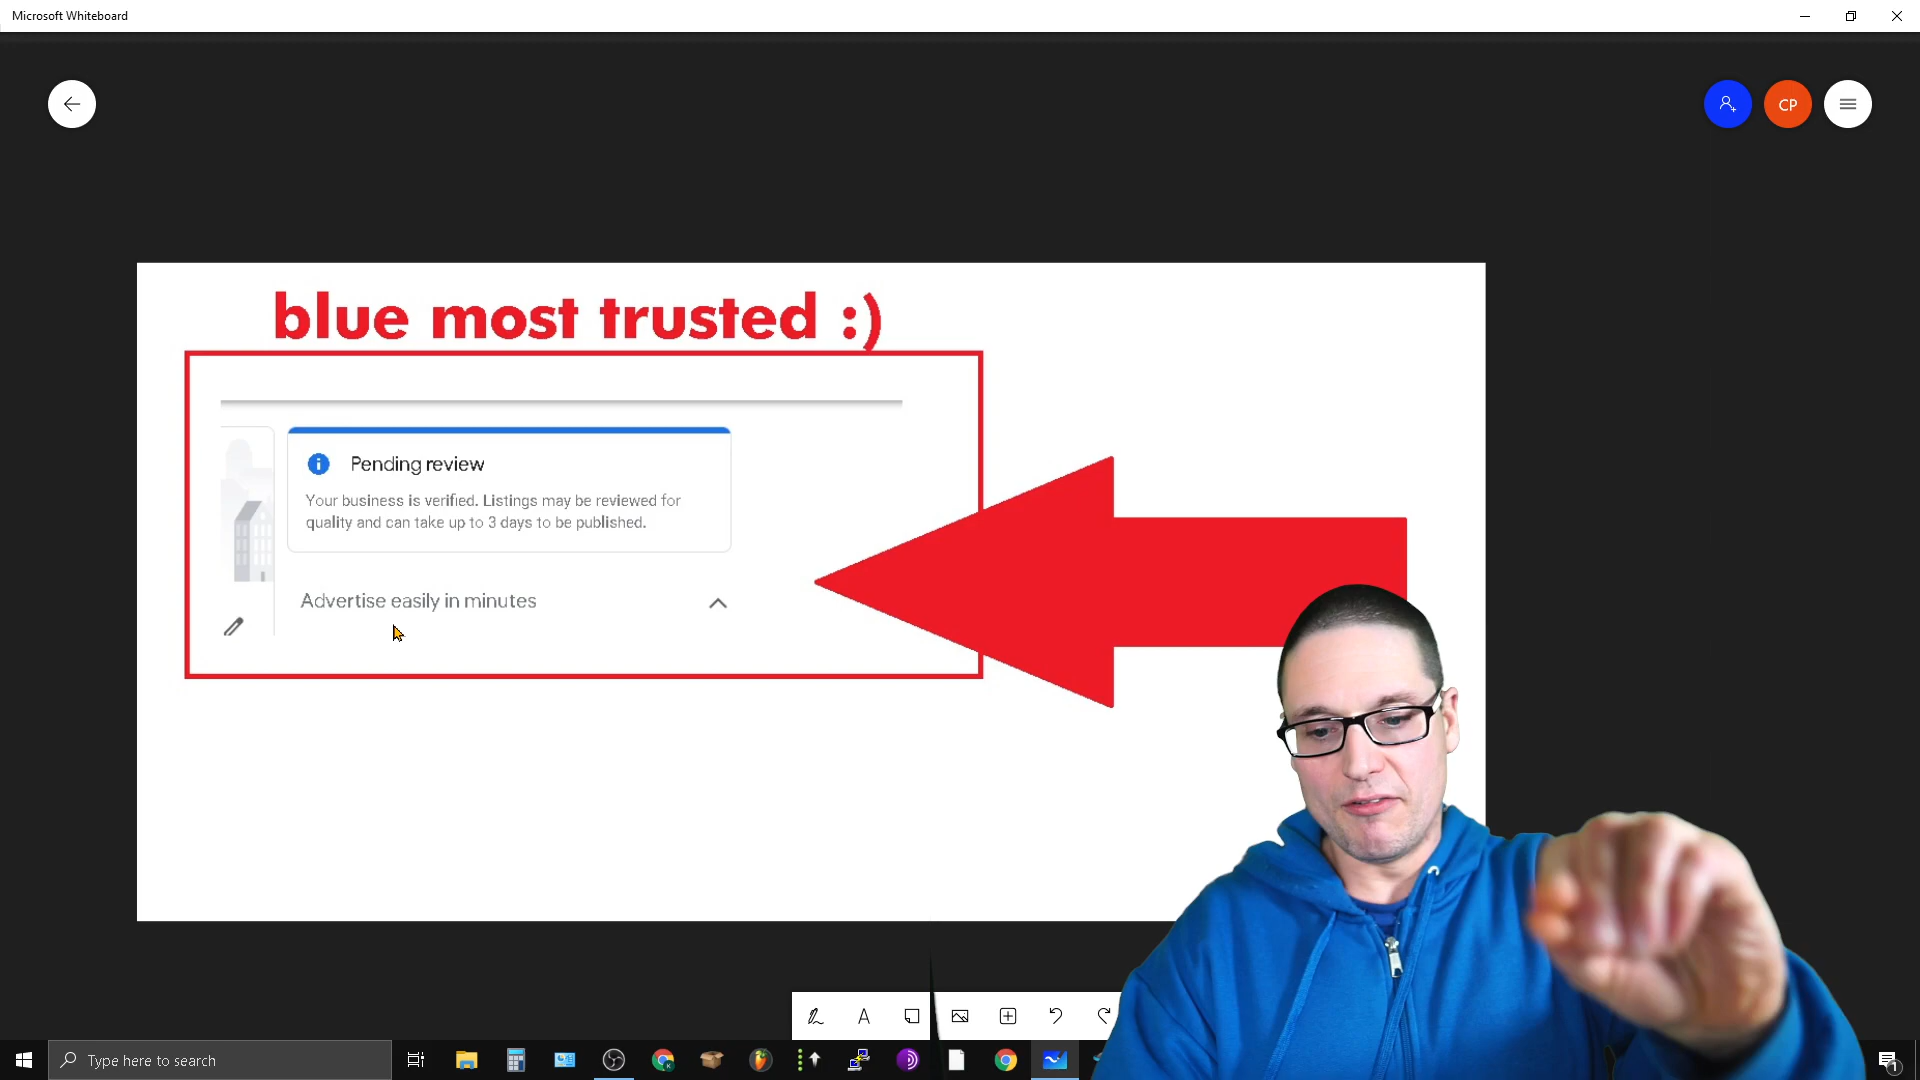 Microsoft Whiteboard
CP
blue most trusted :)
Pending review
Your business is verified. Listings may be reviewed for
quality and can take up to 3 days to be published.
Advertise easily in minutes
Type here to search
1